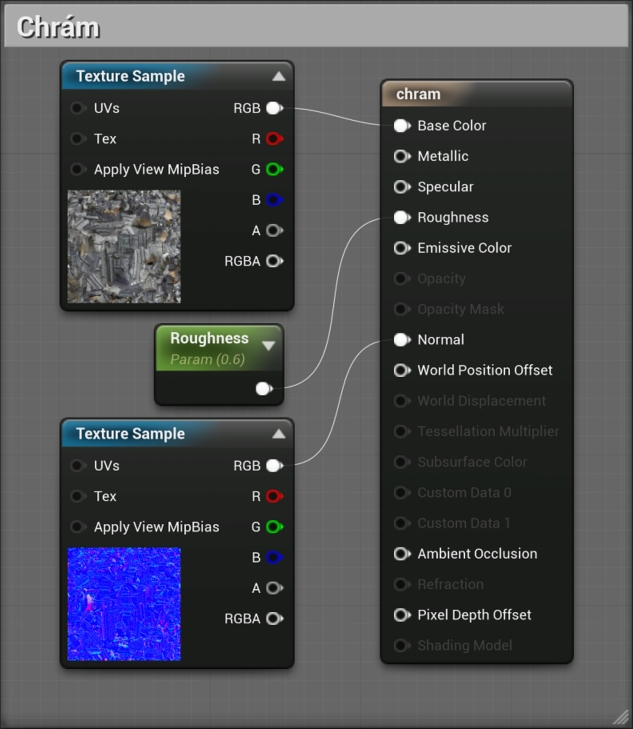 Chrám
Texture Sample
UVs RGB
Tex R
Apply View MipBias G
B
A
RGBA
Roughness
Param (0.6)
Texture Sample
UVs RGB
Tex R
Apply View MipBias G
B
A
RGBA
chram
Base Color
Metallic
Specular
Roughness
Emissive Color
Opacity
Opacity Mask
Normal
World Position Offset
World Displacement
Tessellation Multiplier
Subsurface Color
Custom Data 0
Custom Data 1
Ambient Occlusion
Refraction
Pixel Depth Offset
Shading Model